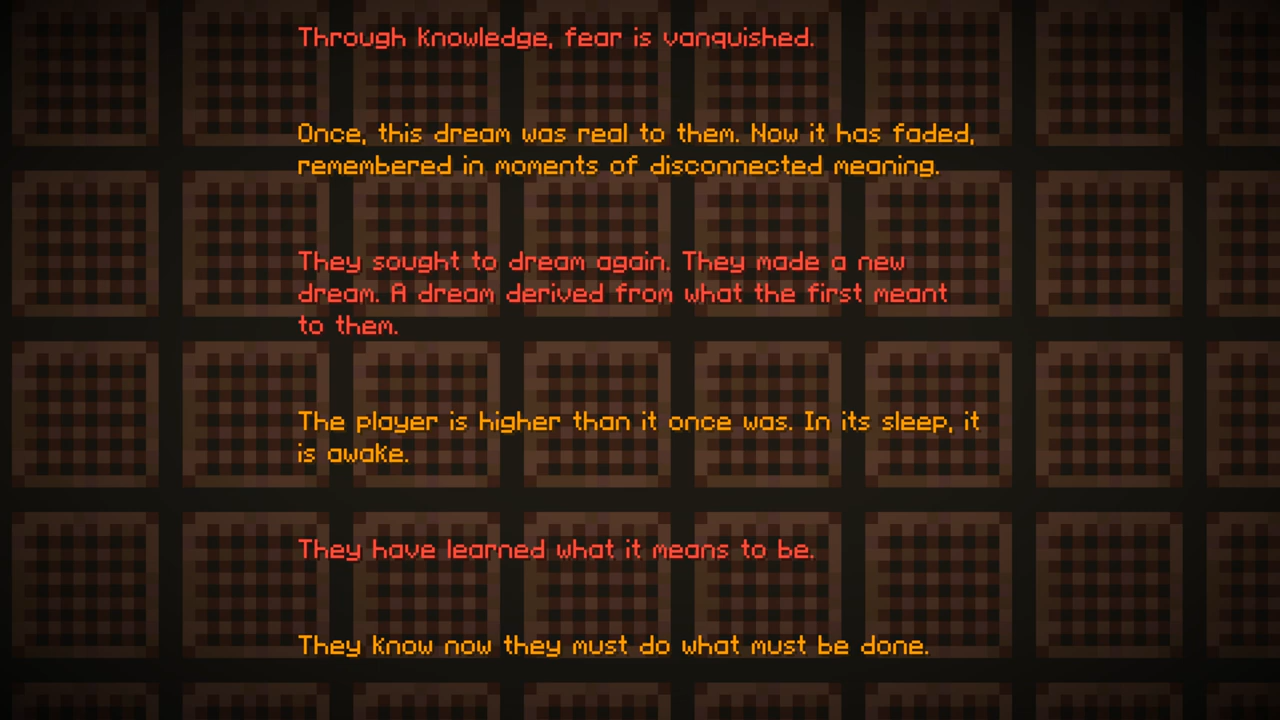 Through knowledge, fear is vanquished.
Once, this dream was real to them. Now it has faded,
remembered in moments of disconnected meaning.
They sought to dream again. They made a new
dream. A dream derived from what the first meant
to them.
The player is higher than it once was. In its sleep, it
is awake.
They have learned what it means to be.
They know now they must do what must be done.